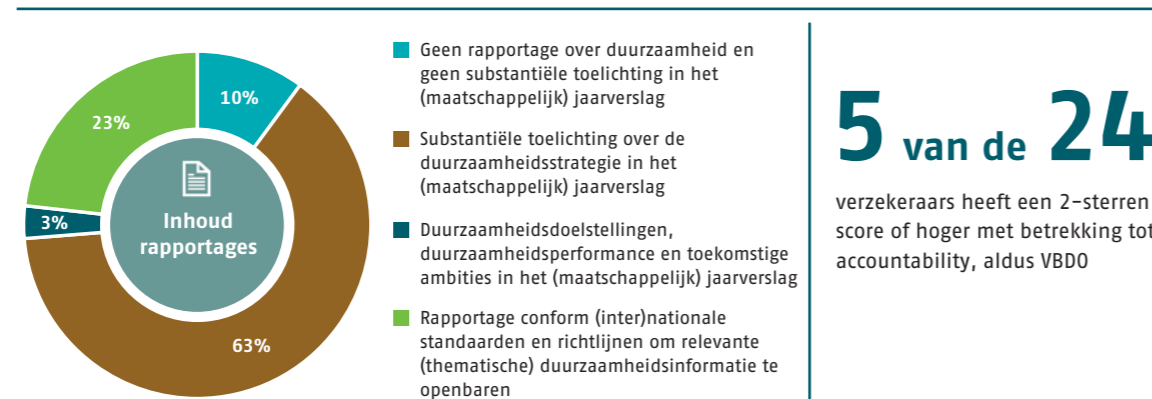 10%
23%
3%
63%
Inhoud
rapportages
Geen rapportage over duurzaamheid en
geen substantiële toelichting in het
(maatschappelijk) jaarverslag
Substantiële toelichting over de
duurzaamheidsstrategie in het
(maatschappelijk) jaarverslag
Duurzaamheidsdoelstellingen,
duurzaamheidsperformance en toekomstige
ambities in het (maatschappelijk) jaarverslag
Rapportage conform (inter)nationale
standaarden en richtlijnen om relevante
(thematische) duurzaamheidsinformatie te
openbaren
5 van de 24
verzekeraars heeft een 2-sterren
score of hoger met betrekking tot
accountability, aldus VBDO